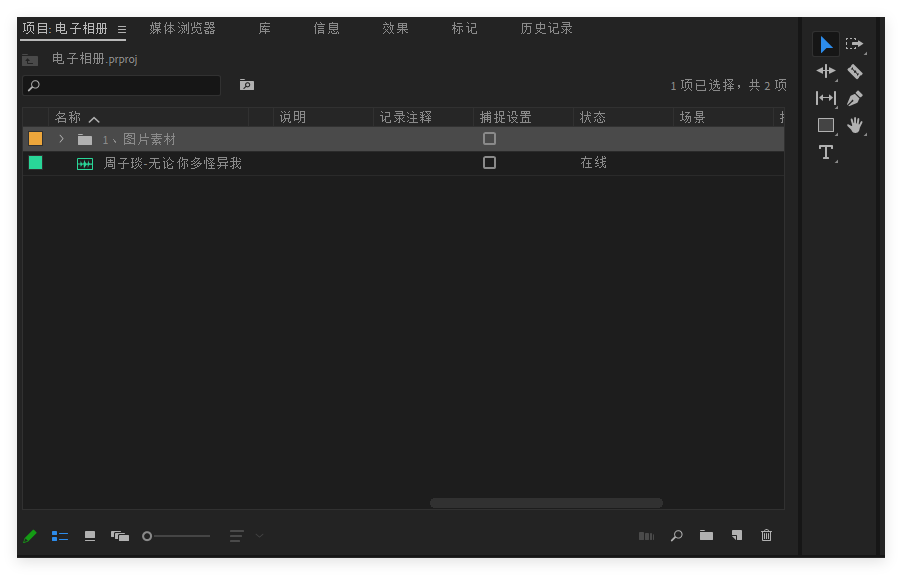 项目: 电子相册 媒体浏览器 库 信息 效果 标记 历史记录
电子相册.prproj
1 项已选择，共 2 项
名称 说明 记录注释 捕捉设置 状态 场景
1、图片素材
周子琰-无论你多怪异我 在线